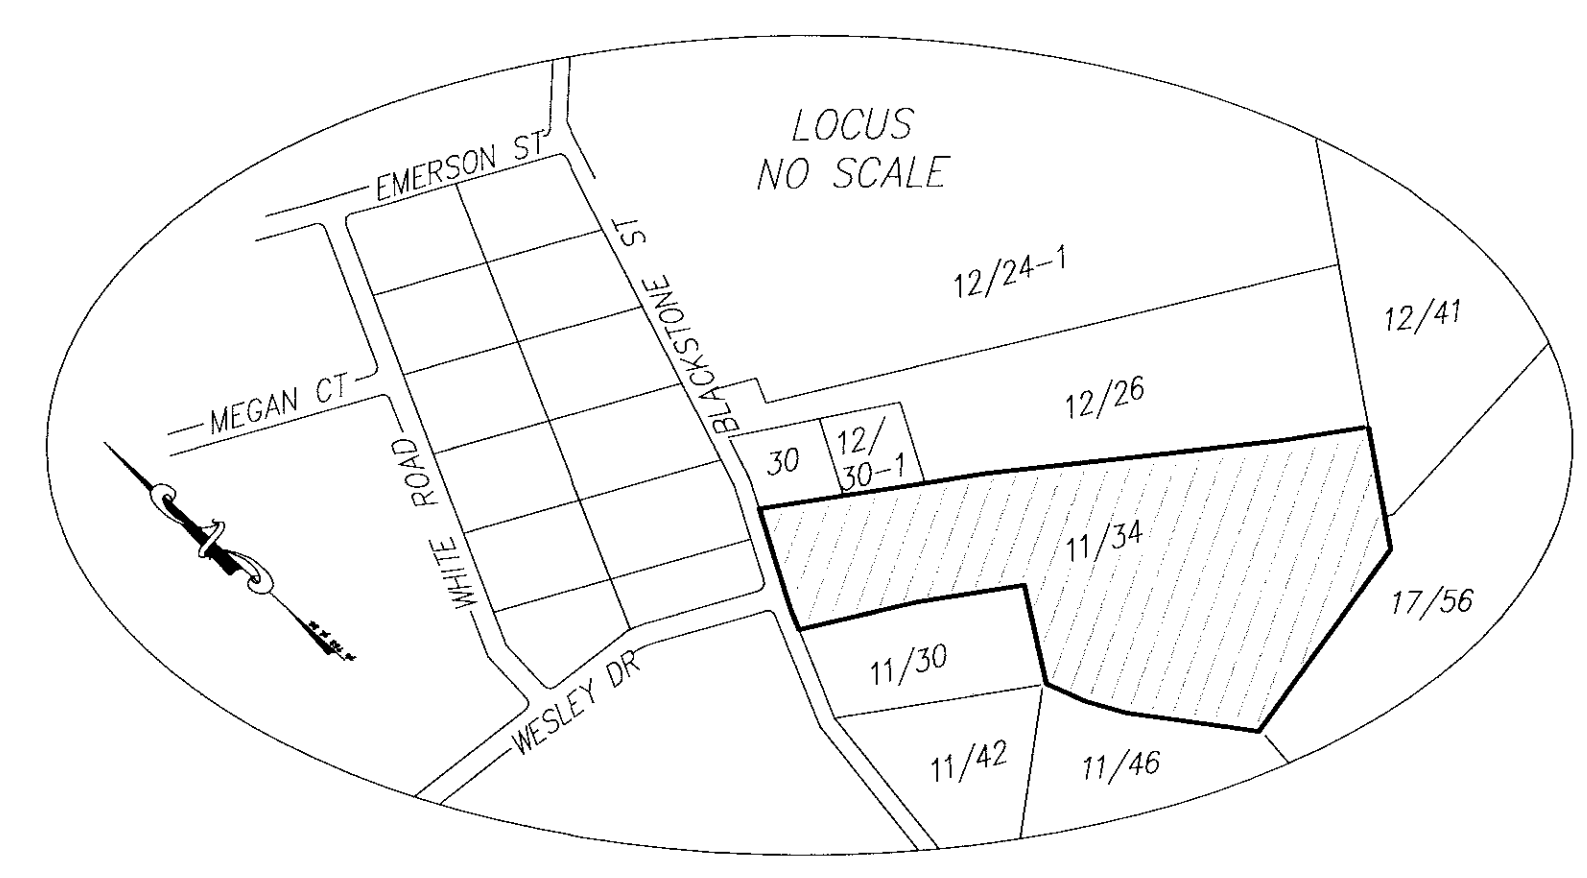 LOCUS
NO SCALE
EMERSON ST
BLACKSTONE ST
12/24-1
12/41
MEGAN CT
12/26
30
12/
30-1
WHITE ROAD
11/34
17/56
11/30
WESLEY DR
11/42
11/46